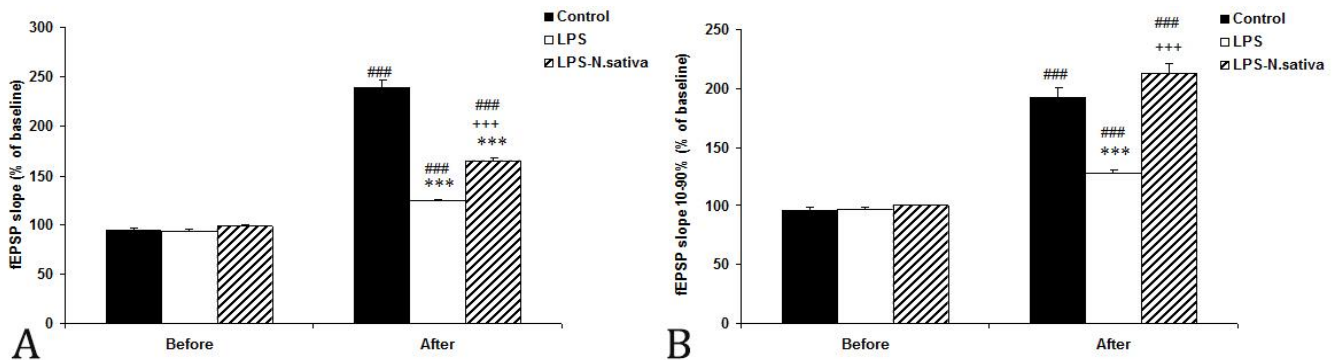 fEPSP slope (% of baseline)
300
250
200
150
100
50
0
###
###
***
###
+++
***
Before
After
Control
LPS
LPS-N.sativa
A
fEPSP slope 10-90% (% of baseline)
250
200
150
100
50
0
###
###
***
###
+++
Before
After
Control
LPS
LPS-N.sativa
B